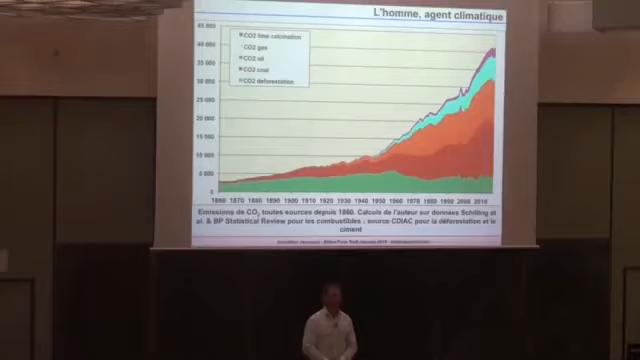 L'homme, agent climatique
45 000
40 000
35 000
30 000
25 000
20 000
15 000
10 000
5 000
0
CO2 lime calcination
CO2 gas
CO2 oil
CO2 coal
CO2 deforestation
1860 1870 1880 1890 1900 1910 1920 1930 1940 1950 1960 1970 1980 1990 2000 2010
Emissions de CO2 toutes sources depuis 1860. Calculs de l'auteur sur données Schilling et
al. & BP Statistical Review pour les combustibles ; source CDIAC pour la déforestation et le
ciment